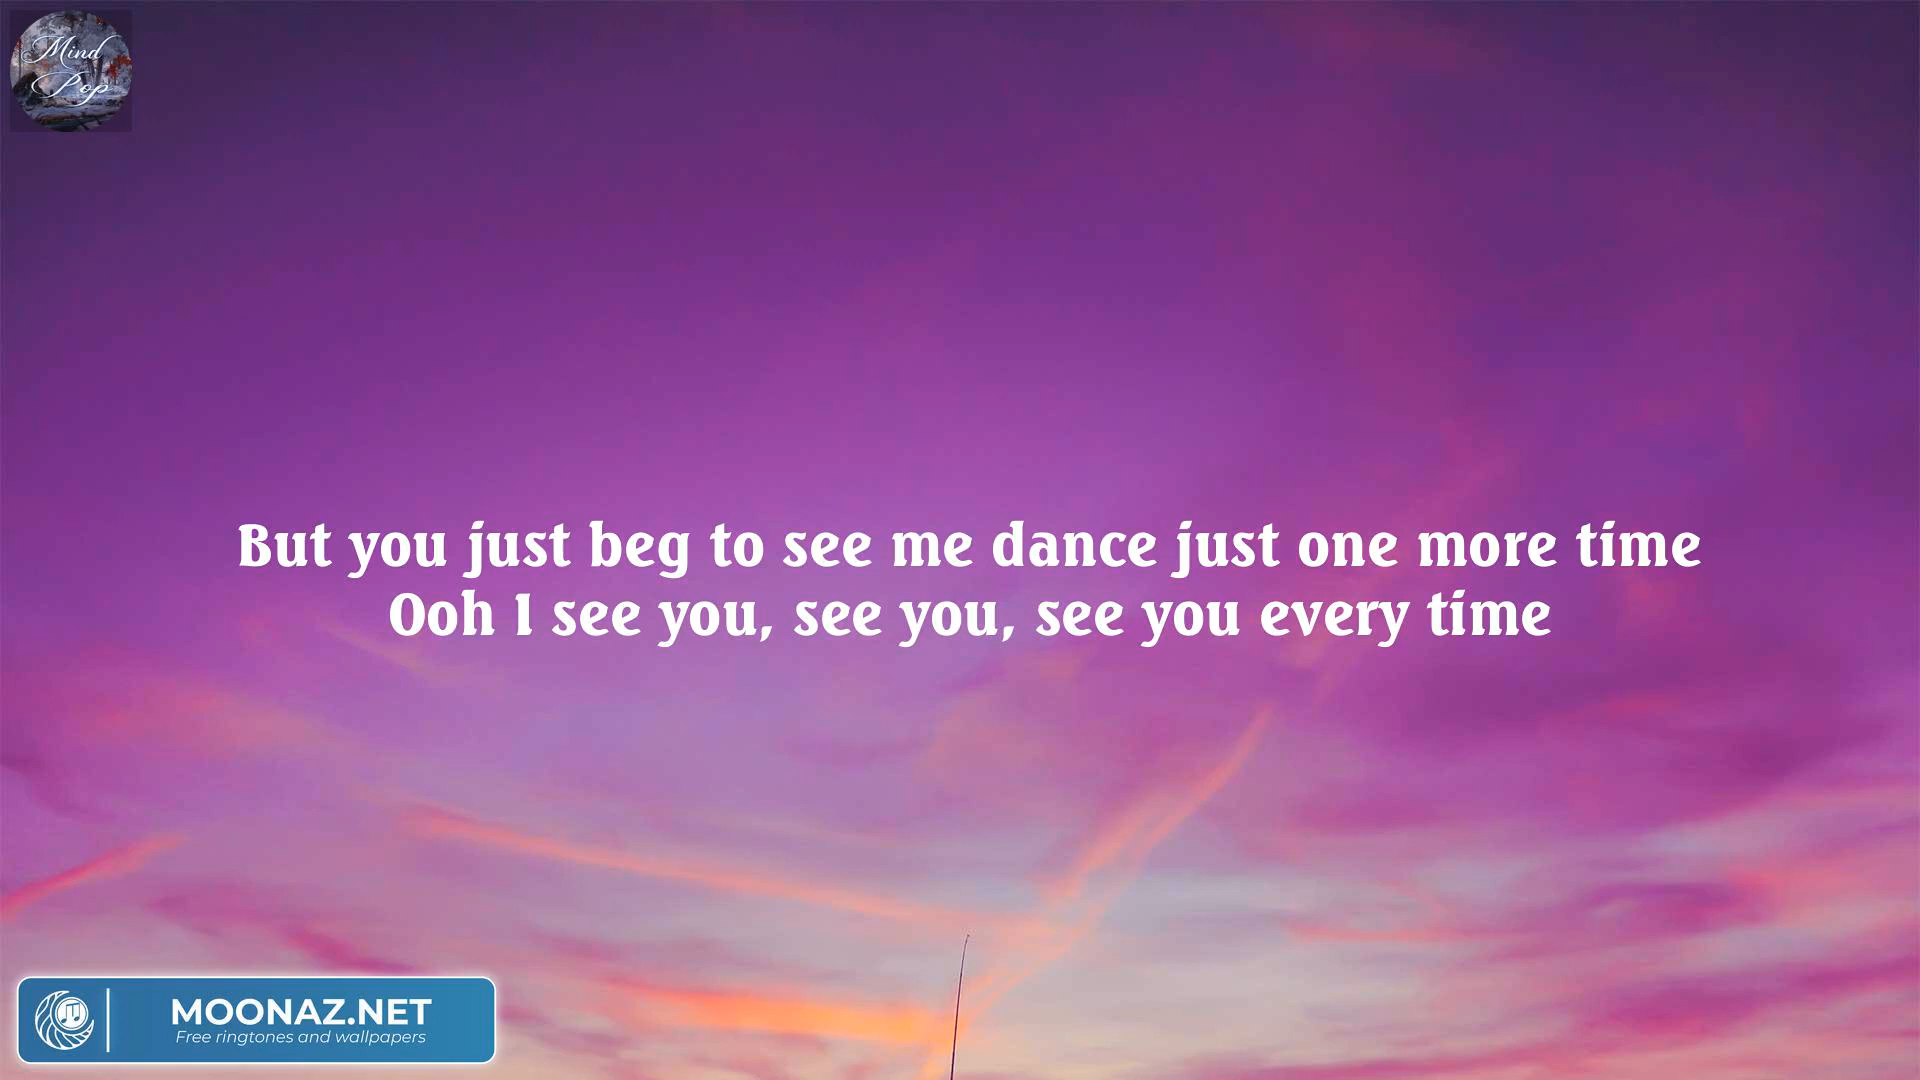 Mind
Pop
But you just beg to see me dance just one more time
Ooh I see you, see you, see you every time
MOONAZ.NET
Free ringtones and wallpapers